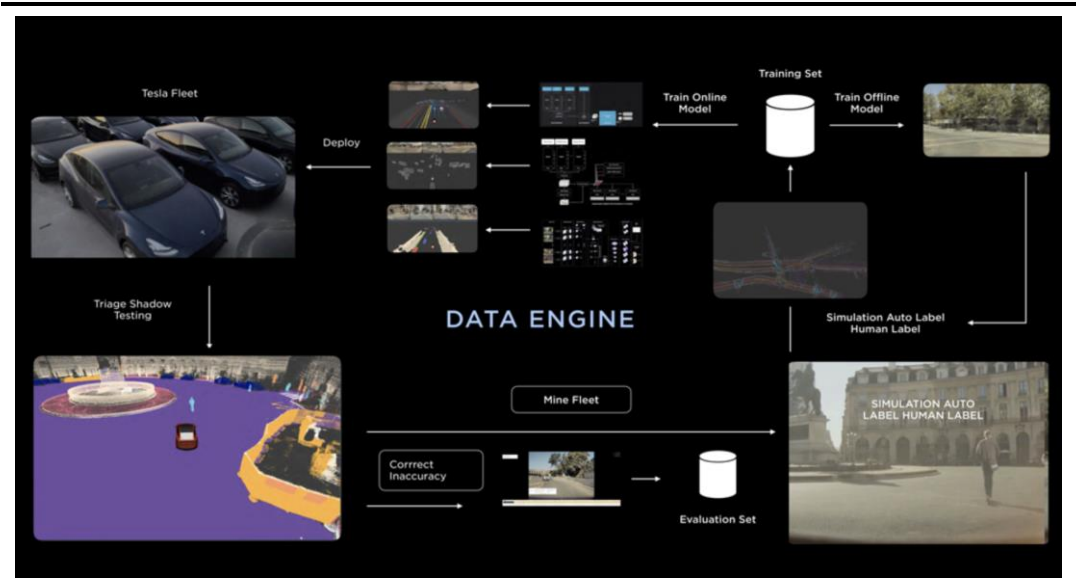 Training Set
Tesla Fleet
Train Online
Model
Train Offline
Model
Deploy
Triage Shadow
Testing
DATA ENGINE
Simulation Auto Label
Human Label
Mine Fleet
SIMULATION AUTO
LABEL HUMAN LABEL
Corrrect
Inaccuracy
Evaluation Set